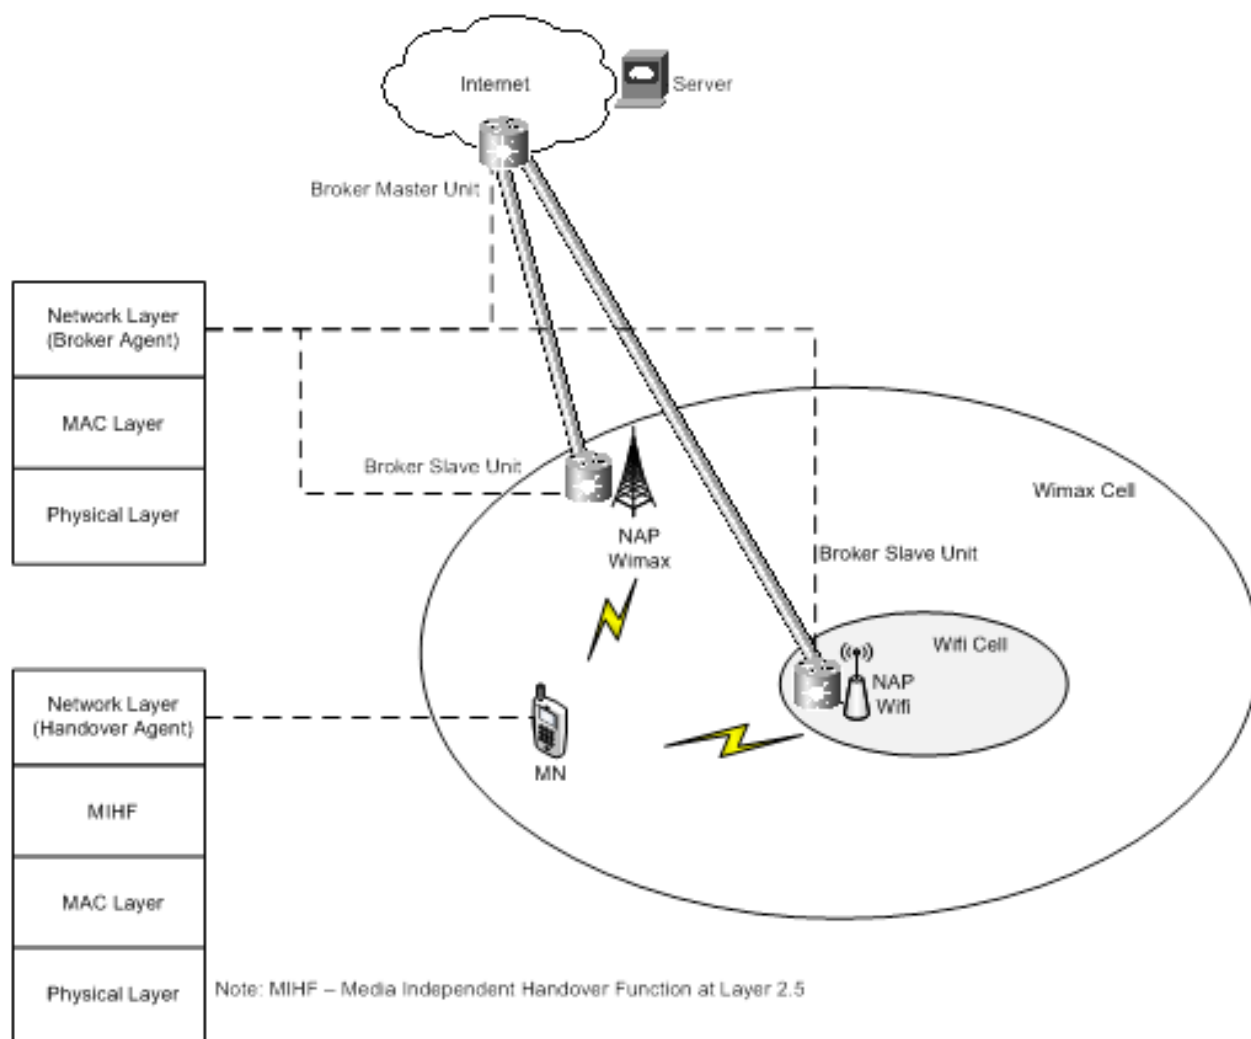 Internet
Server
Broker Master Unit
Network Layer
(Broker Agent)
MAC Layer
Physical Layer
Broker Slave Unit
NAP
Wimax
Wimax Cell
Broker Slave Unit
Wifi Cell
NAP
Wifi
MN
Network Layer
(Handover Agent)
MIHF
MAC Layer
Physical Layer
Note: MIHF – Media Independent Handover Function at Layer 2.5